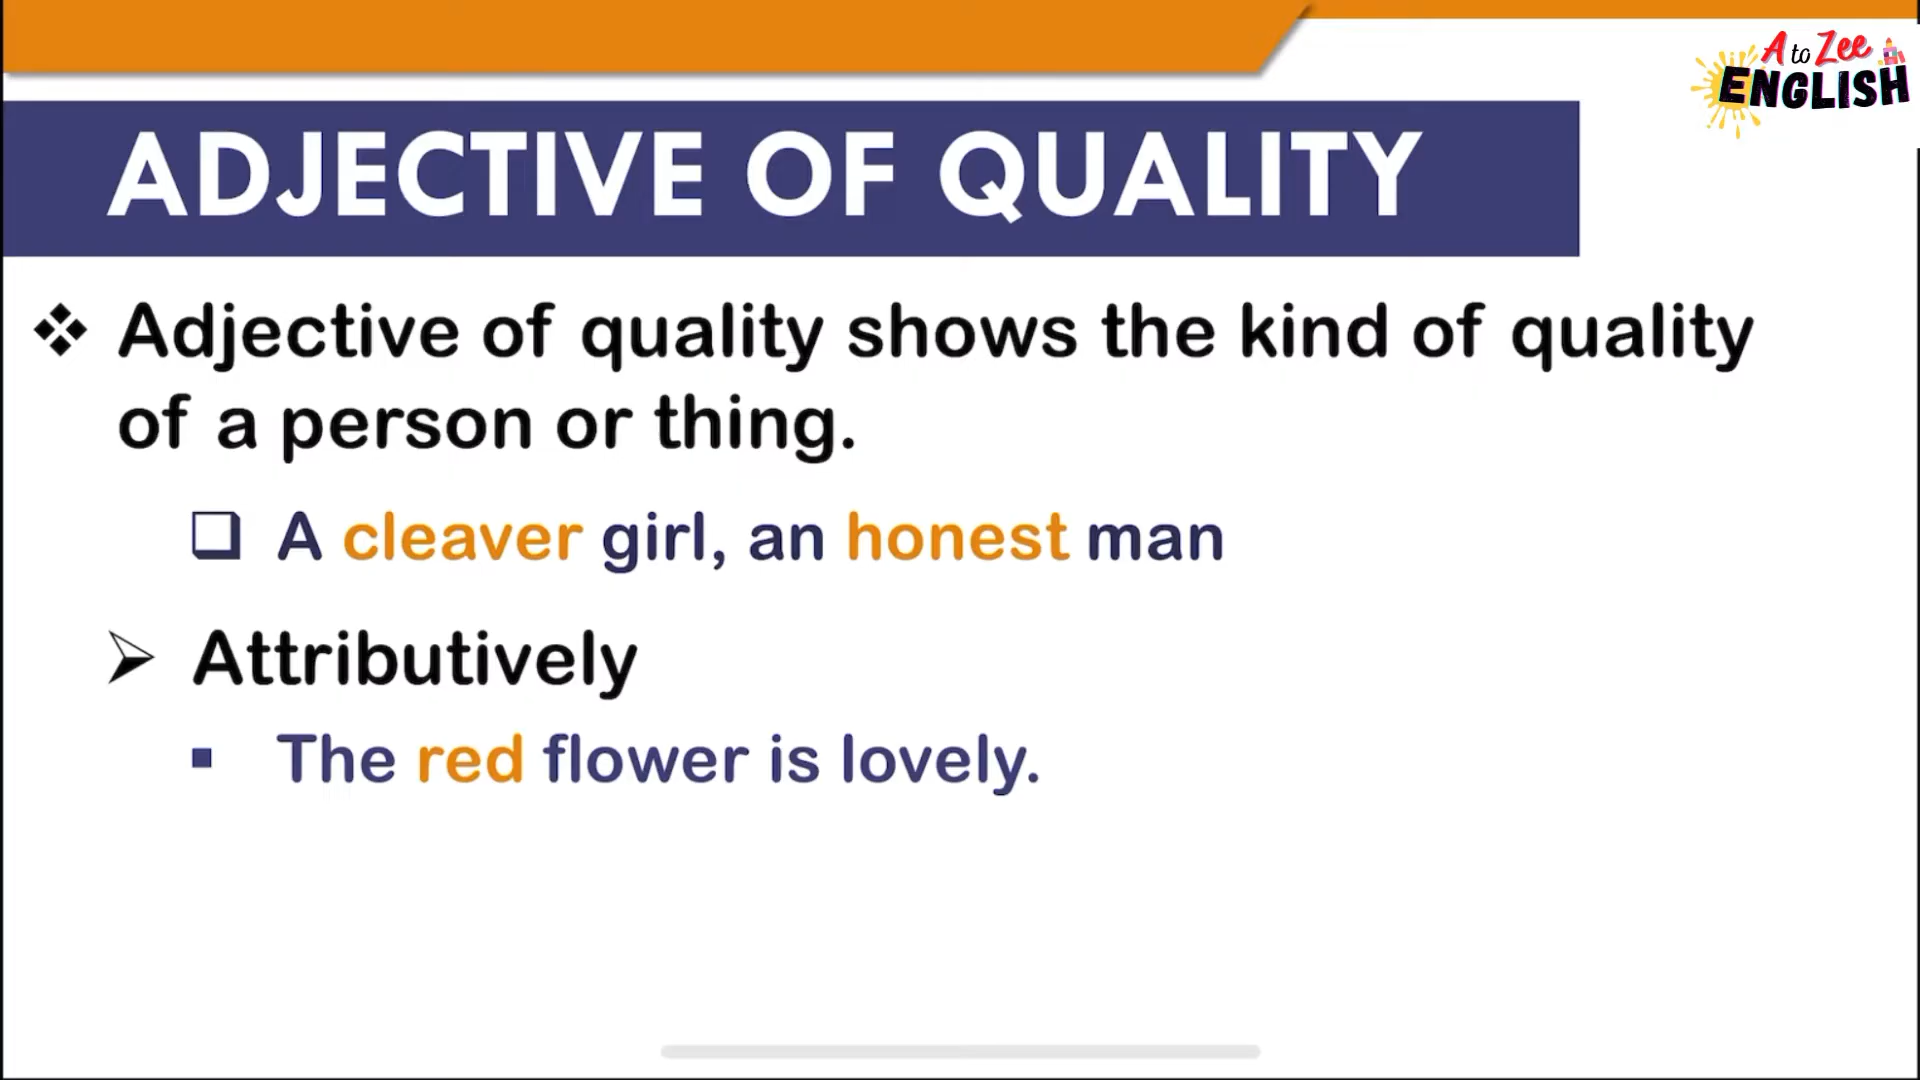 A to Zee
ENGLISH
ADJECTIVE OF QUALITY
Adjective of quality shows the kind of quality
of a person or thing.
A cleaver girl, an honest man
Attributively
The red flower is lovely.